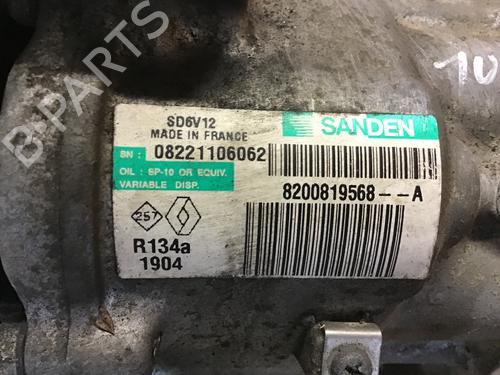 SD6V12
MADE IN FRANCE
SANDEN
SN: 08221106062
OIL: SP-10 OR EQUIV.
VARIABLE DISP.
8200819568--A
257
R134a
1904
B-PARTS